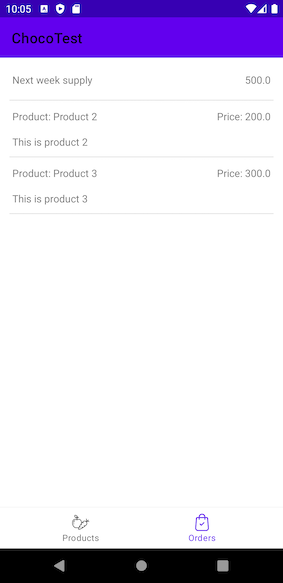 10:05
ChocoTest
Next week supply 500.0
Product: Product 2 Price: 200.0
This is product 2
Product: Product 3 Price: 300.0
This is product 3
Products Orders